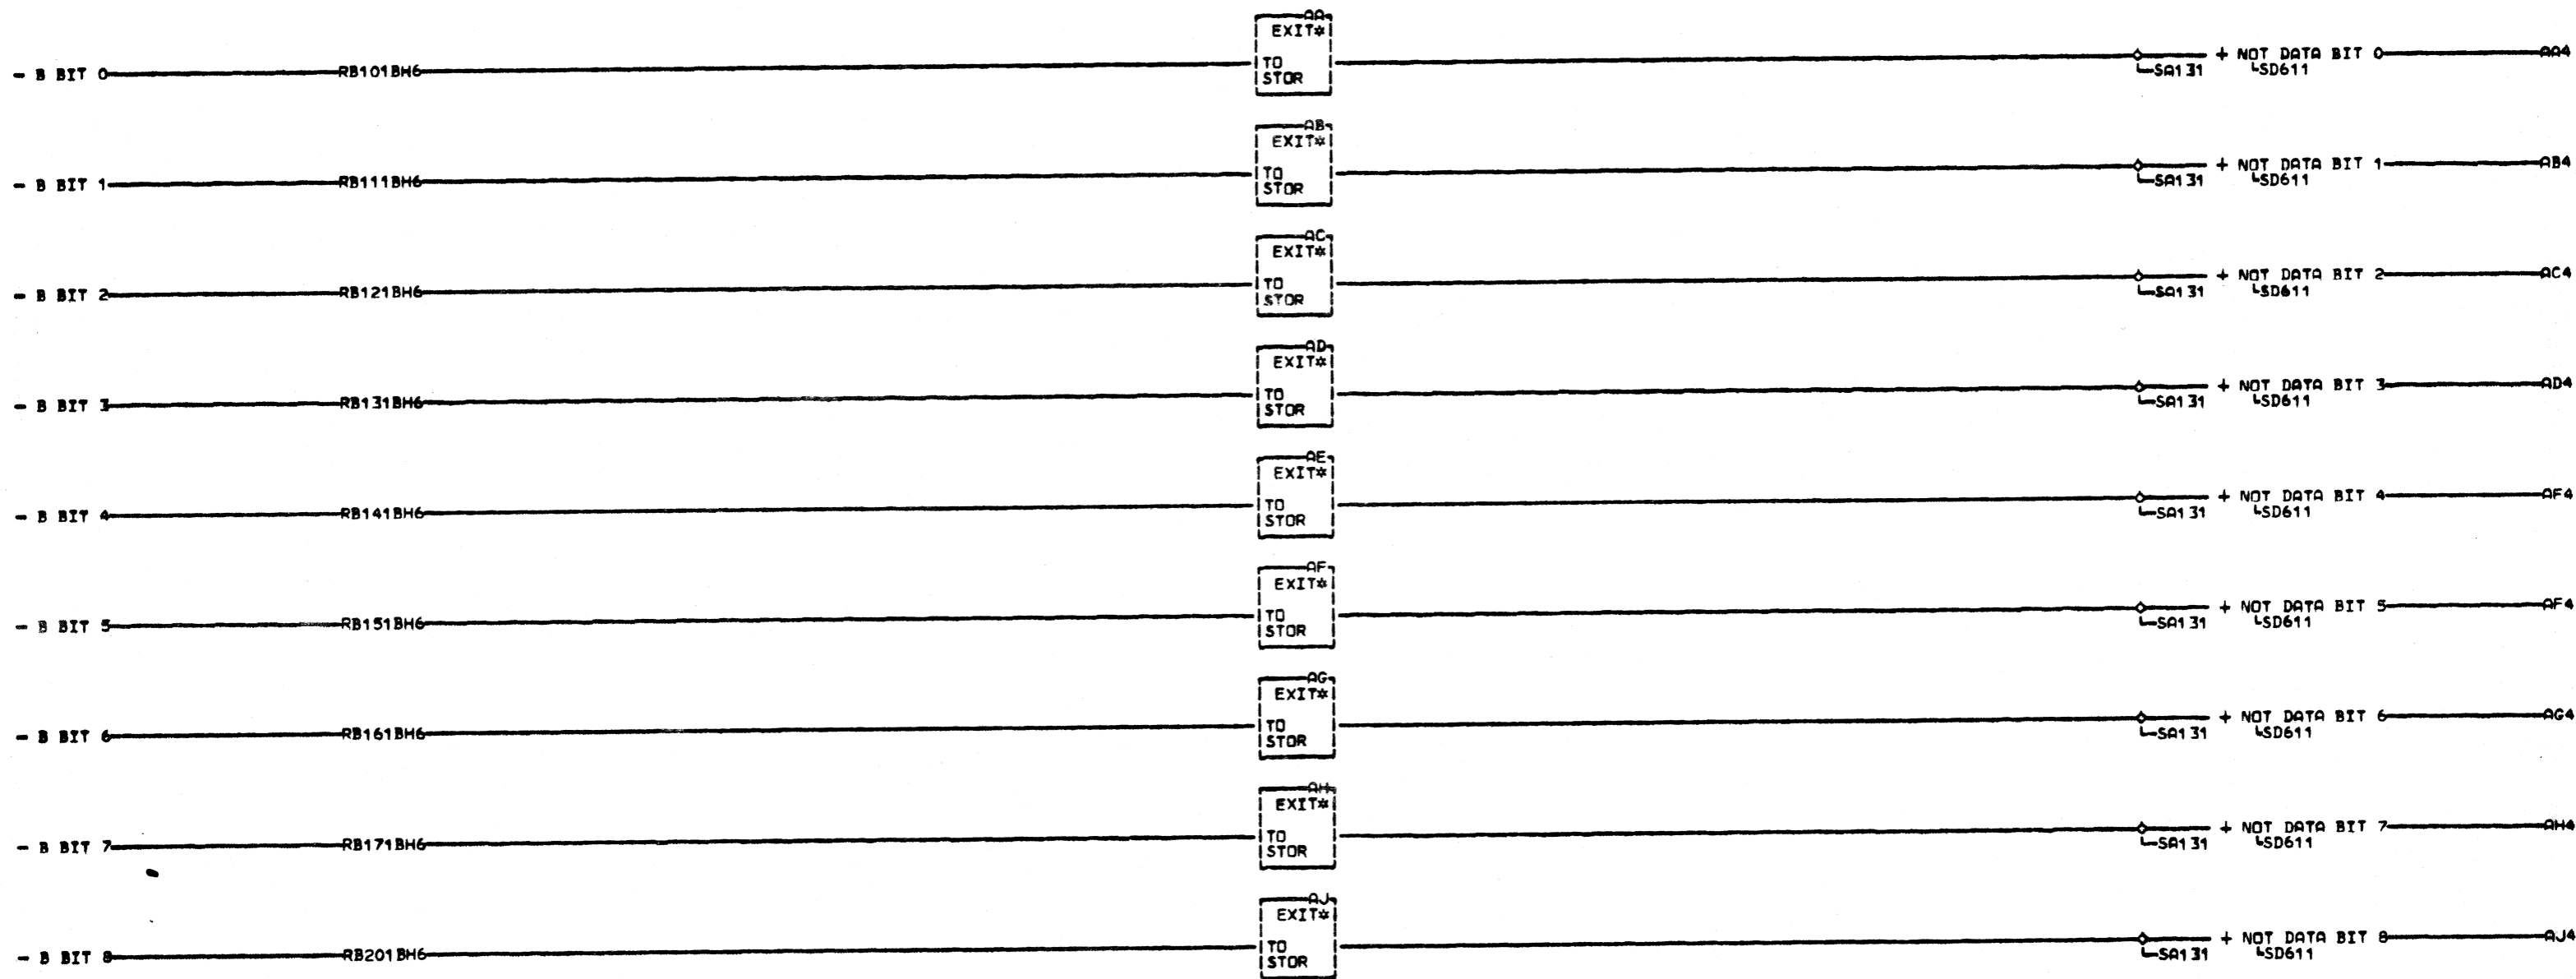 AA
EXIT*
- B BIT 0 RB101BH6 TO STOR + NOT DATA BIT 0 AA4
SA131 SD611
AB
EXIT*
- B BIT 1 RB111BH6 TO STOR + NOT DATA BIT 1 AB4
SA131 SD611
AC
EXIT*
- B BIT 2 RB121BH6 TO STOR + NOT DATA BIT 2 AC4
SA131 SD611
AD
EXIT*
- B BIT 3 RB131BH6 TO STOR + NOT DATA BIT 3 AD4
SA131 SD611
AE
EXIT*
- B BIT 4 RB141BH6 TO STOR + NOT DATA BIT 4 AF4
SA131 SD611
AF
EXIT*
- B BIT 5 RB151BH6 TO STOR + NOT DATA BIT 5 AF4
SA131 SD611
AG
EXIT*
- B BIT 6 RB161BH6 TO STOR + NOT DATA BIT 6 AG4
SA131 SD611
AH
EXIT*
- B BIT 7 RB171BH6 TO STOR + NOT DATA BIT 7 AH4
SA131 SD611
AJ
EXIT*
- B BIT 8 RB201BH6 TO STOR + NOT DATA BIT 8 AJ4
SA131 SD611